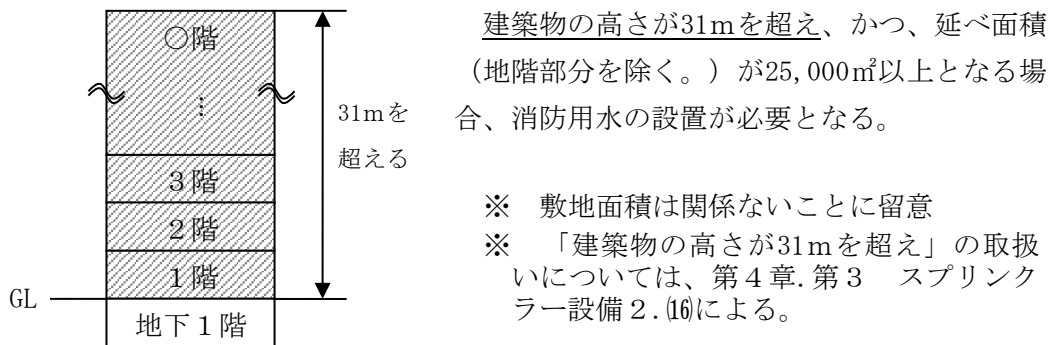 ○階
⋮
3階
2階
1階
GL
地下1階
31mを
超える
建築物の高さが31mを超え、かつ、延べ面積
（地階部分を除く。）が25,000㎡以上となる場
合、消防用水の設置が必要となる。
※　敷地面積は関係ないことに留意
※　「建築物の高さが31mを超え」の取扱
いについては、第４章.第３　スプリンク
ラー設備２.⒃による。